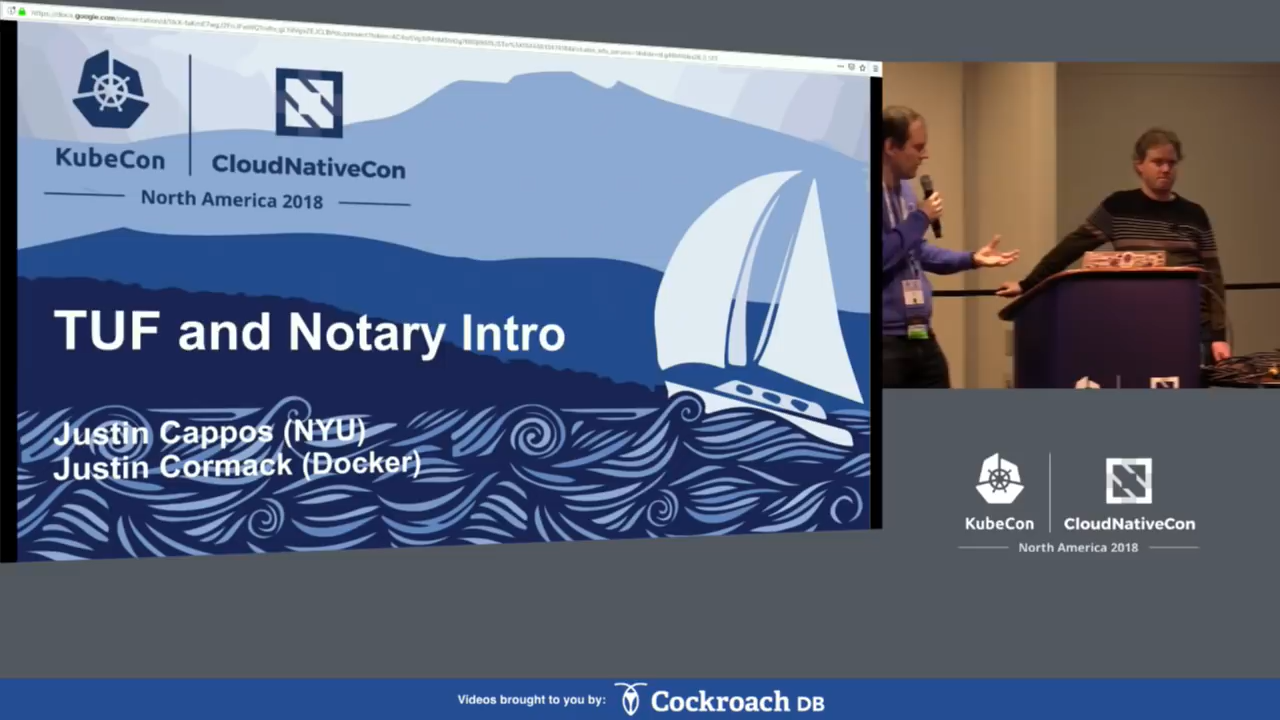 KubeCon
CloudNativeCon
North America 2018
TUF and Notary Intro
Justin Cappos (NYU)
Justin Cormack (Docker)
KubeCon
CloudNativeCon
North America 2018
Videos brought to you by: Cockroach DB